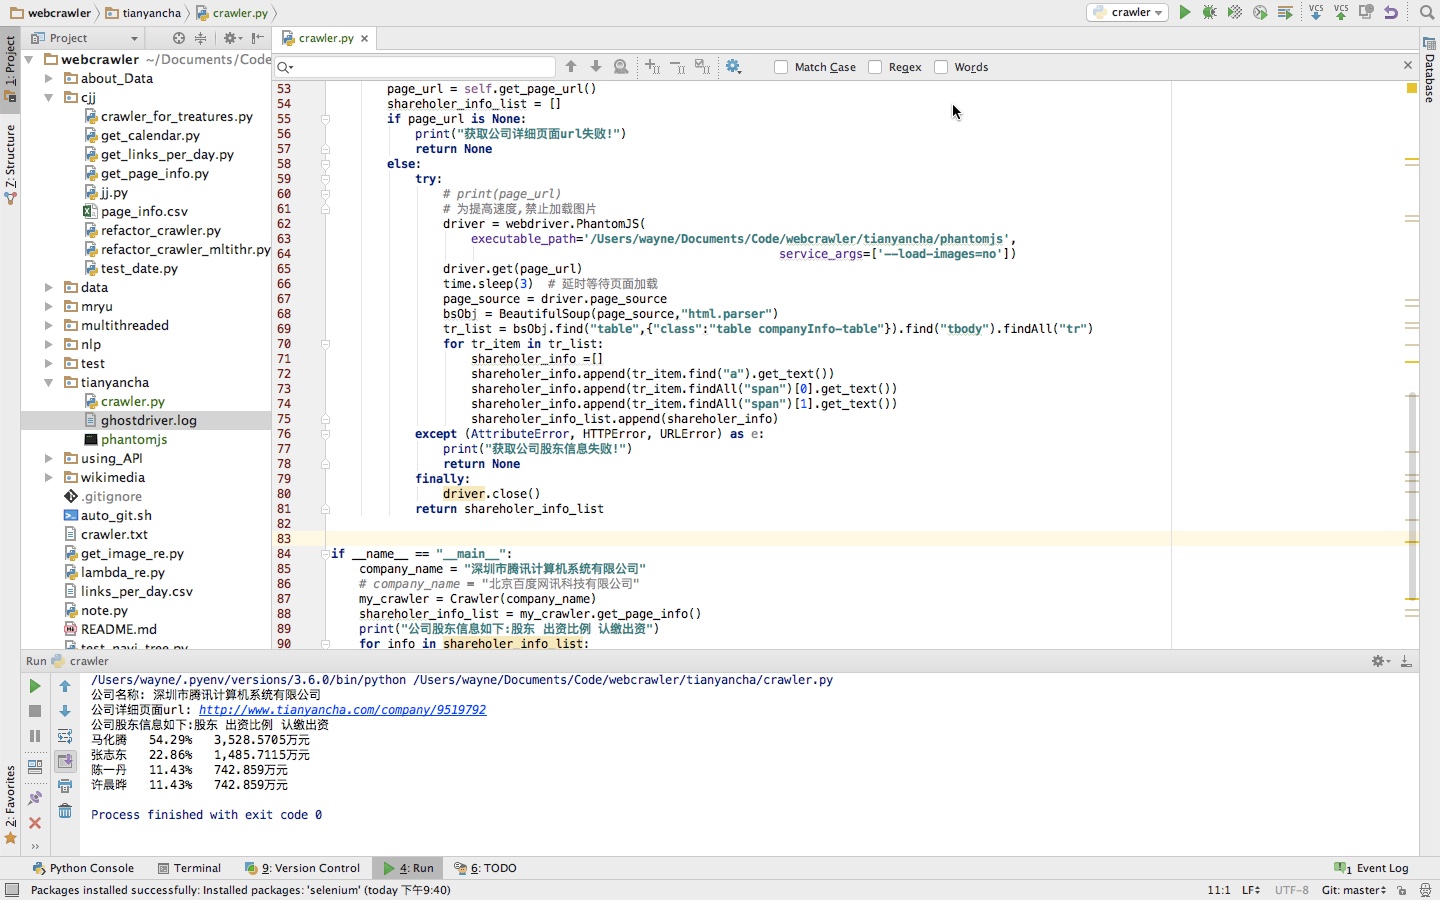 webcrawler tianyancha crawler.py crawler
1: Project
Z: Structure
2: Favorites
Database
Project
crawler.py
webcrawler ~/Documents/Code
about_Data
cjj
crawler_for_treatures.py
get_calendar.py
get_links_per_day.py
get_page_info.py
jj.py
page_info.csv
refactor_crawler.py
refactor_crawler_mltithr.py
test_date.py
data
mryu
multithreaded
nlp
test
tianyancha
crawler.py
ghostdriver.log
phantomjs
using_API
wikimedia
.gitignore
auto_git.sh
crawler.txt
get_image_re.py
lambda_re.py
links_per_day.csv
note.py
README.md
test_navi_tree.py
Match Case Regex Words
53 page_url = self.get_page_url()
54 shareholer_info_list = []
55 if page_url is None:
56 print("获取公司详细页面url失败!")
57 return None
58 else:
59 try:
60 # print(page_url)
61 # 为提高速度,禁止加载图片
62 driver = webdriver.PhantomJS(
63 executable_path='/Users/wayne/Documents/Code/webcrawler/tianyancha/phantomjs',
64 service_args=['--load-images=no'])
65 driver.get(page_url)
66 time.sleep(3) # 延时等待页面加载
67 page_source = driver.page_source
68 bsObj = BeautifulSoup(page_source,"html.parser")
69 tr_list = bsObj.find("table",{"class":"table companyInfo-table"}).find("tbody").findAll("tr")
70 for tr_item in tr_list:
71 shareholer_info =[]
72 shareholer_info.append(tr_item.find("a").get_text())
73 shareholer_info.append(tr_item.findAll("span")[0].get_text())
74 shareholer_info.append(tr_item.findAll("span")[1].get_text())
75 shareholer_info_list.append(shareholer_info)
76 except (AttributeError, HTTPError, URLError) as e:
77 print("获取公司股东信息失败!")
78 return None
79 finally:
80 driver.close()
81 return shareholer_info_list
82
83
84 if __name__ == "__main__":
85 company_name = "深圳市腾讯计算机系统有限公司"
86 # company_name = "北京百度网讯科技有限公司"
87 my_crawler = Crawler(company_name)
88 shareholer_info_list = my_crawler.get_page_info()
89 print("公司股东信息如下:股东 出资比例 认缴出资")
90 for info in shareholer_info_list:
Run crawler
/Users/wayne/.pyenv/versions/3.6.0/bin/python /Users/wayne/Documents/Code/webcrawler/tianyancha/crawler.py
公司名称: 深圳市腾讯计算机系统有限公司
公司详细页面url: http://www.tianyancha.com/company/9519792
公司股东信息如下:股东 出资比例 认缴出资
马化腾 54.29% 3,528.5705万元
张志东 22.86% 1,485.7115万元
陈一丹 11.43% 742.859万元
许晨晔 11.43% 742.859万元
Process finished with exit code 0
Python Console Terminal 9: Version Control 4: Run 6: TODO 1 Event Log
Packages installed successfully: Installed packages: 'selenium' (today 下午9:40) 11:1 LF UTF-8 Git: master